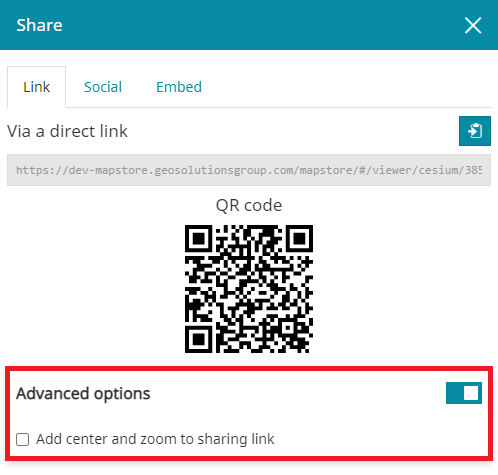 Share
Link Social Embed
Via a direct link
https://dev-mapstore.geosolutionsgroup.com/mapstore/#/viewer/cesium/385
QR code
Advanced options
Add center and zoom to sharing link